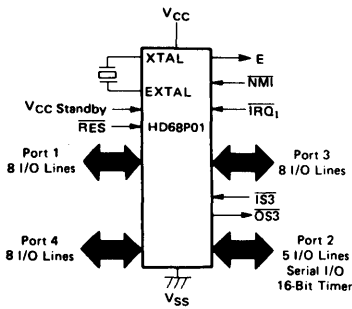 VCC
XTAL
E
EXTAL
NMI
VCC Standby
IRQ1
RES
HD68P01
Port 1
8 I/O Lines
Port 3
8 I/O Lines
IS3
OS3
Port 4
8 I/O Lines
Port 2
5 I/O Lines
Serial I/O
16-Bit Timer
VSS